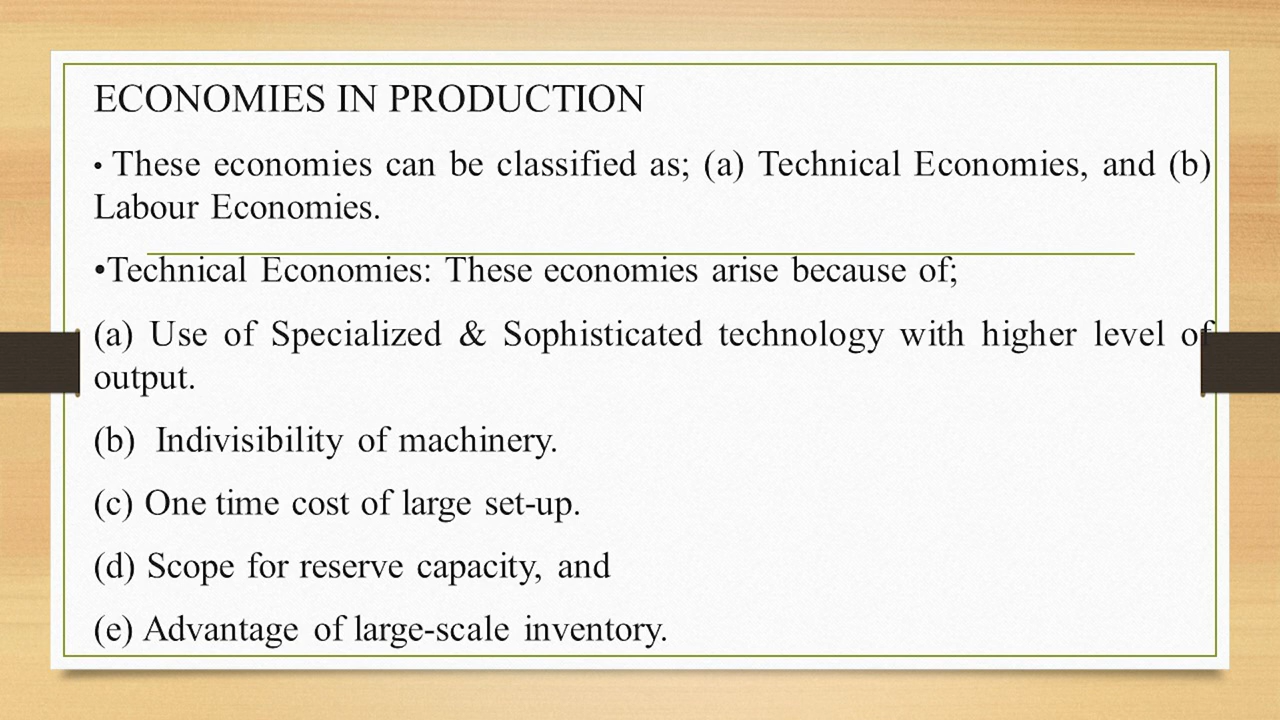 ECONOMIES IN PRODUCTION
• These economies can be classified as; (a) Technical Economies, and (b)
Labour Economies.
•Technical Economies: These economies arise because of;
(a) Use of Specialized & Sophisticated technology with higher level of
output.
(b) Indivisibility of machinery.
(c) One time cost of large set-up.
(d) Scope for reserve capacity, and
(e) Advantage of large-scale inventory.